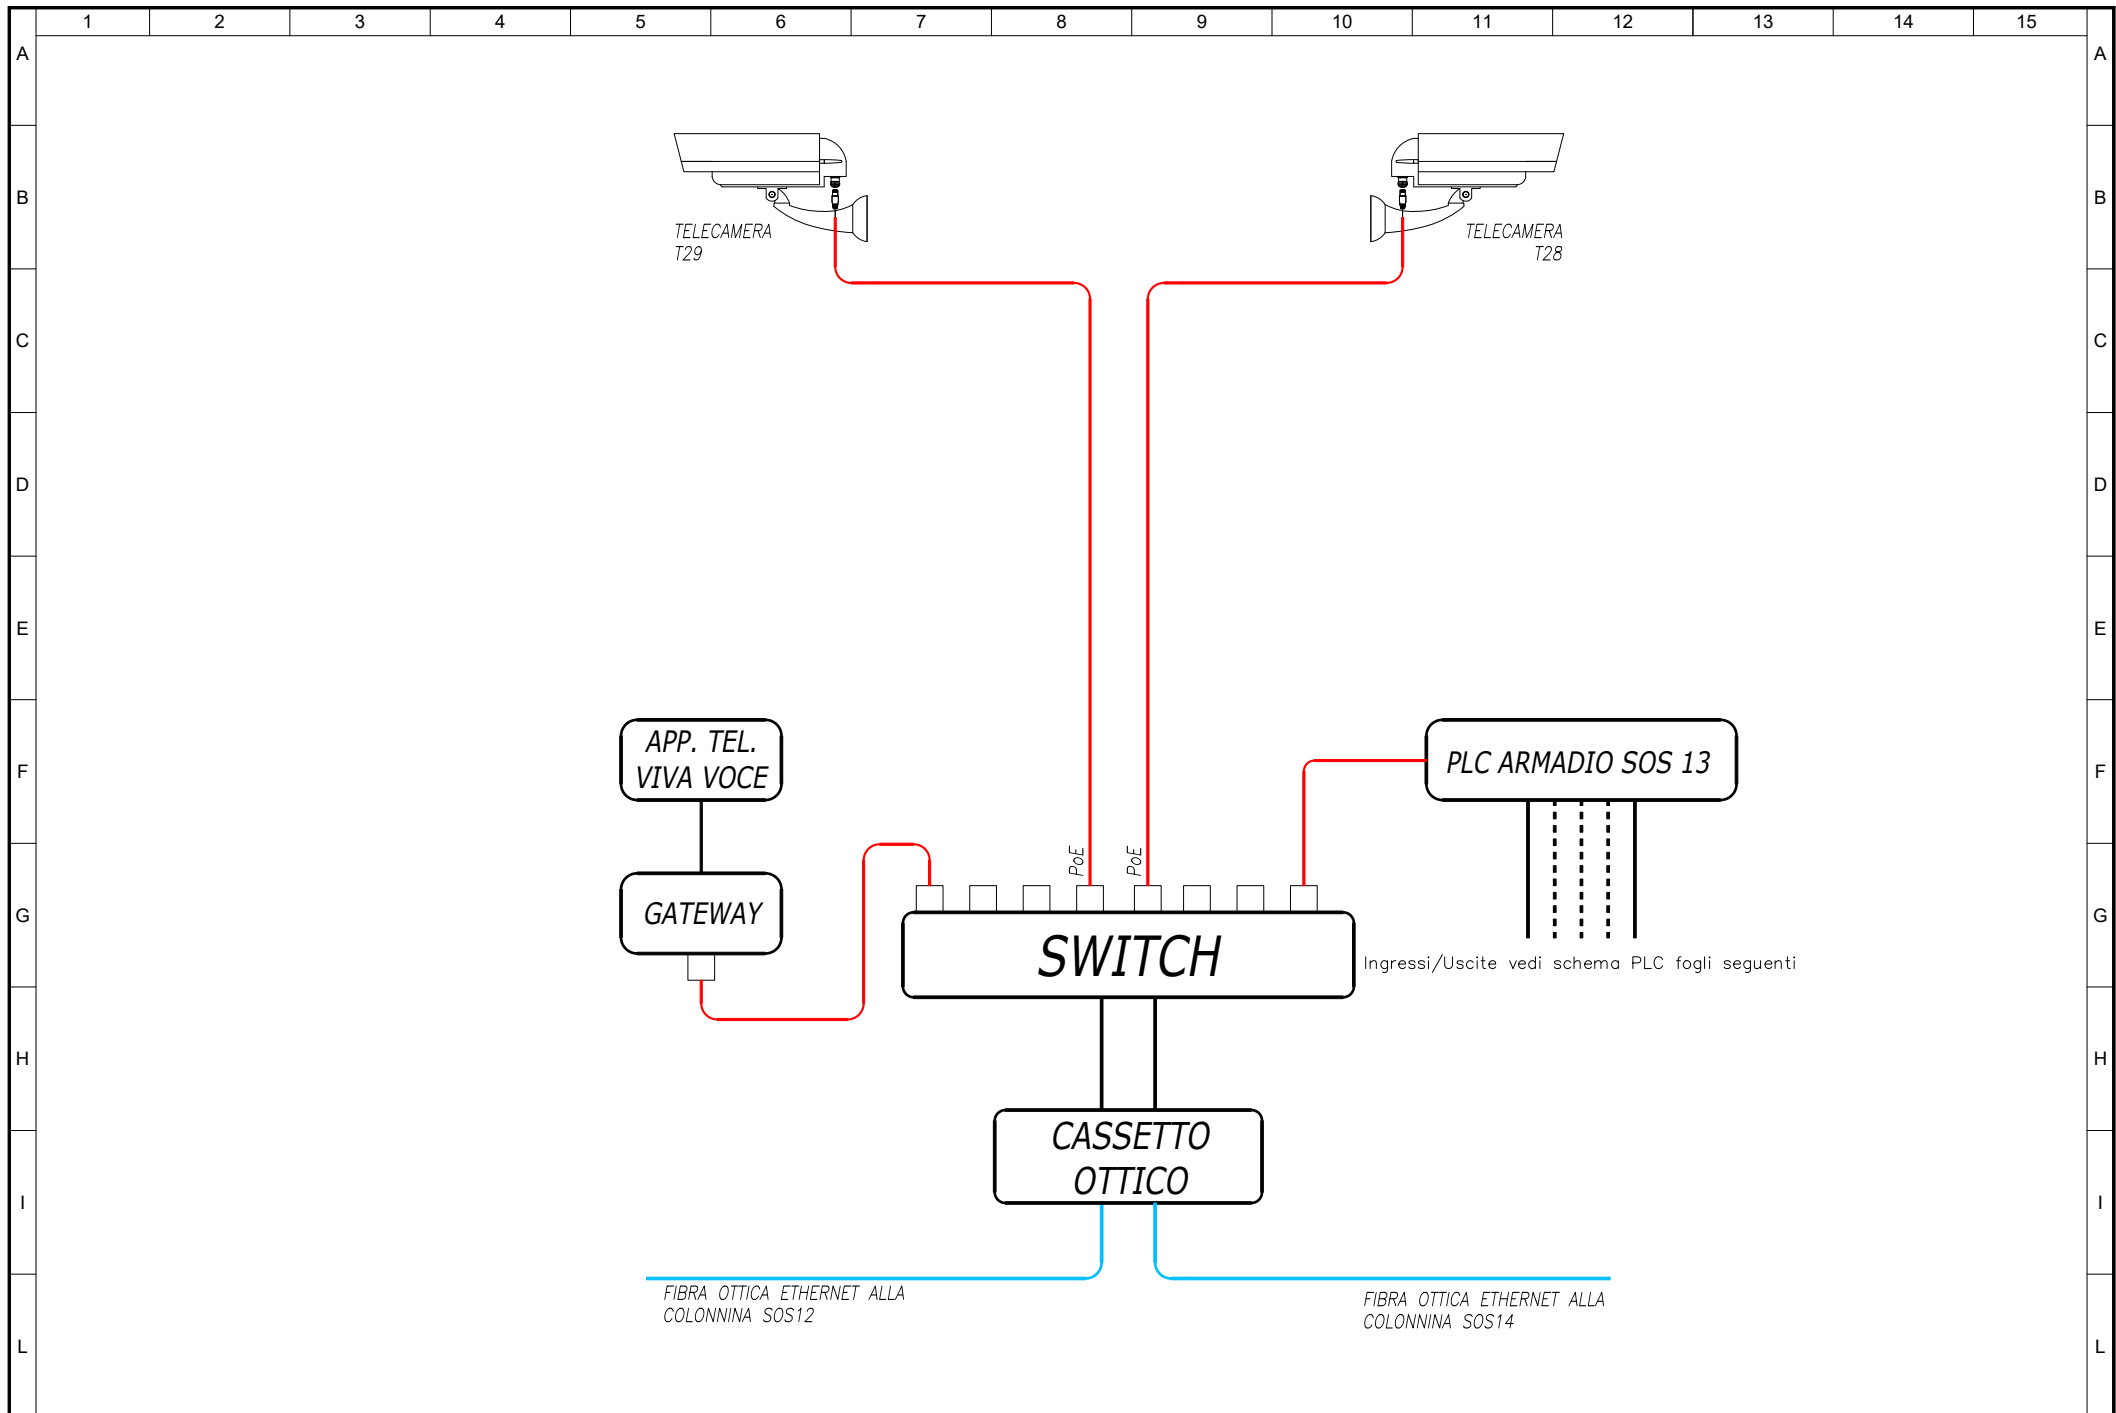 1 2 3 4 5 6 7 8 9 10 11 12 13 14 15
A A
B B
TELECAMERA
T29
TELECAMERA
T28
C C
D D
E E
F F
APP. TEL.
VIVA VOCE
PLC ARMADIO SOS 13
PoE
PoE
G G
GATEWAY
SWITCH
Ingressi/Uscite vedi schema PLC fogli seguenti
H H
CASSETTO
OTTICO
I I
FIBRA OTTICA ETHERNET ALLA
COLONNINA SOS12
FIBRA OTTICA ETHERNET ALLA
COLONNINA SOS14
L L